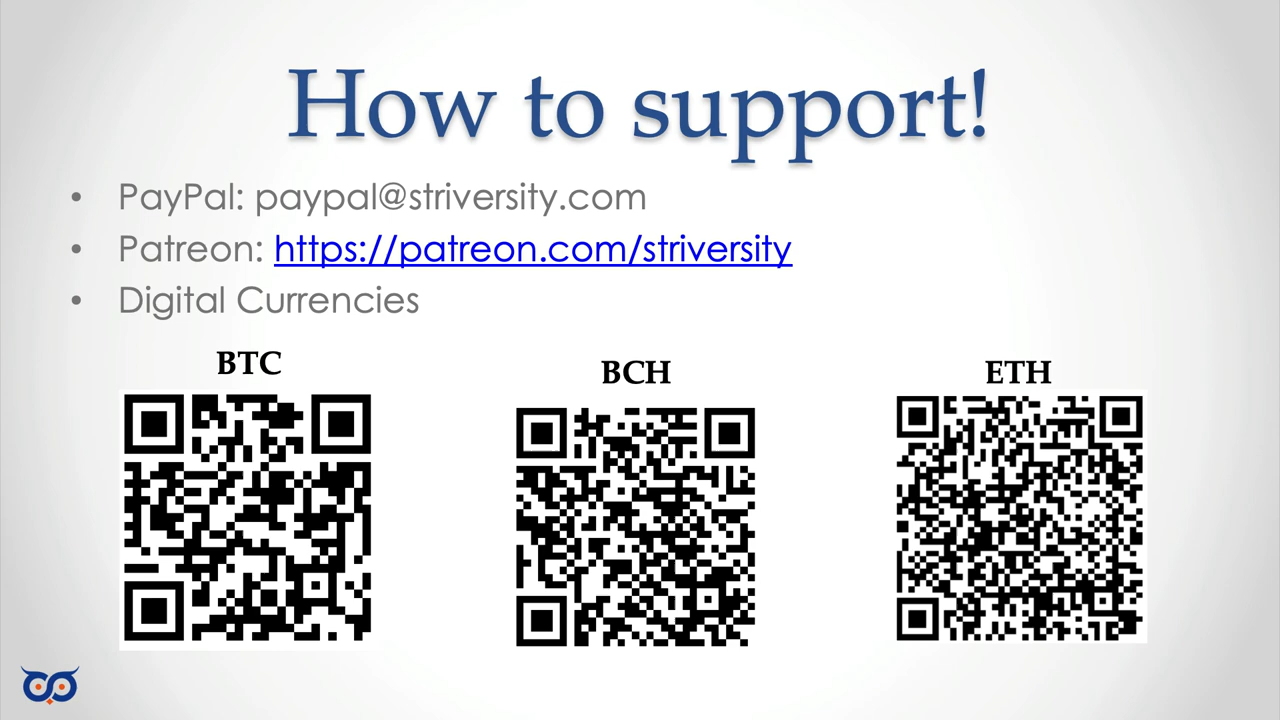 How to support!
• PayPal: paypal@striversity.com
• Patreon: https://patreon.com/striversity
• Digital Currencies
BTC
BCH
ETH